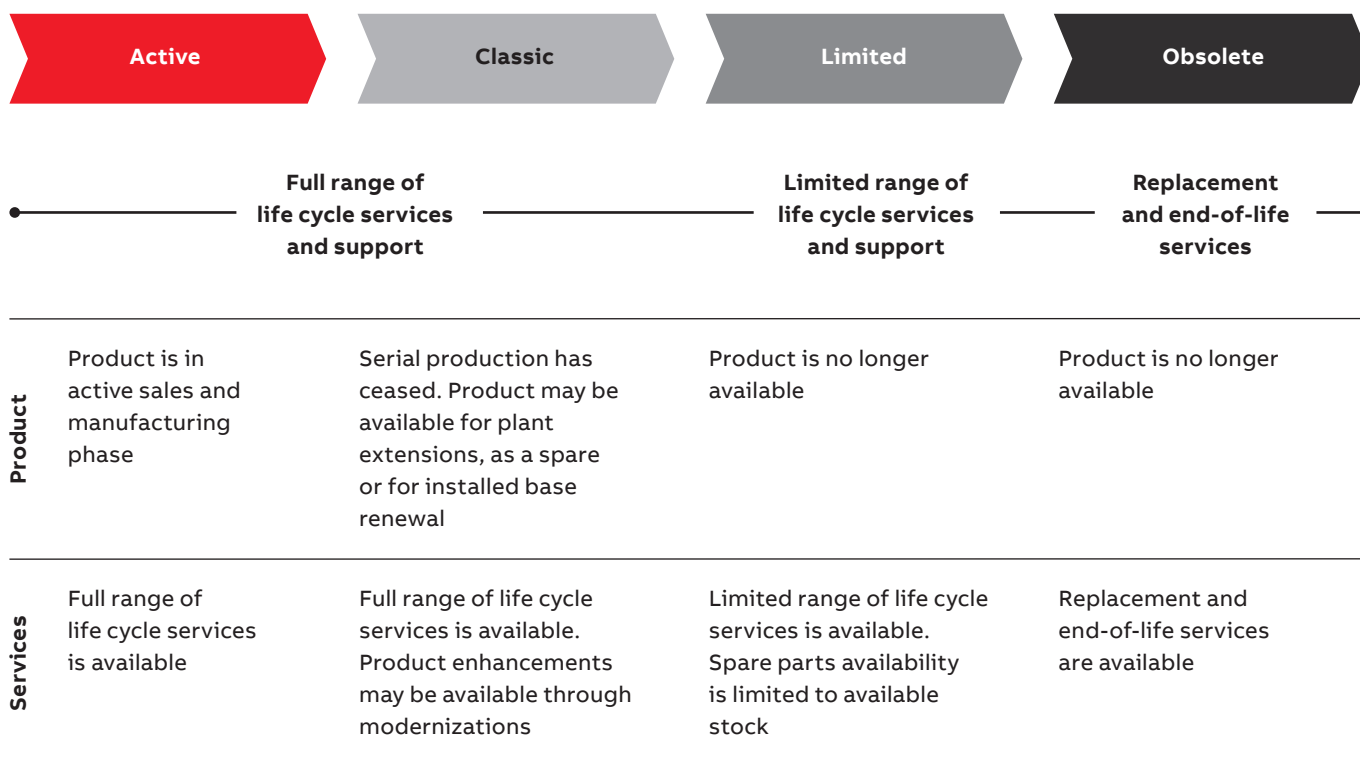 Active
Classic
Limited
Obsolete
Full range of
life cycle services
and support
Limited range of
life cycle services
and support
Replacement
and end-of-life
services
Product
Product is in
active sales and
manufacturing
phase
Serial production has
ceased. Product may be
available for plant
extensions, as a spare
or for installed base
renewal
Product is no longer
available
Product is no longer
available
Services
Full range of
life cycle services
is available
Full range of life cycle
services is available.
Product enhancements
may be available through
modernizations
Limited range of life cycle
services is available.
Spare parts availability
is limited to available
stock
Replacement and
end-of-life services
are available